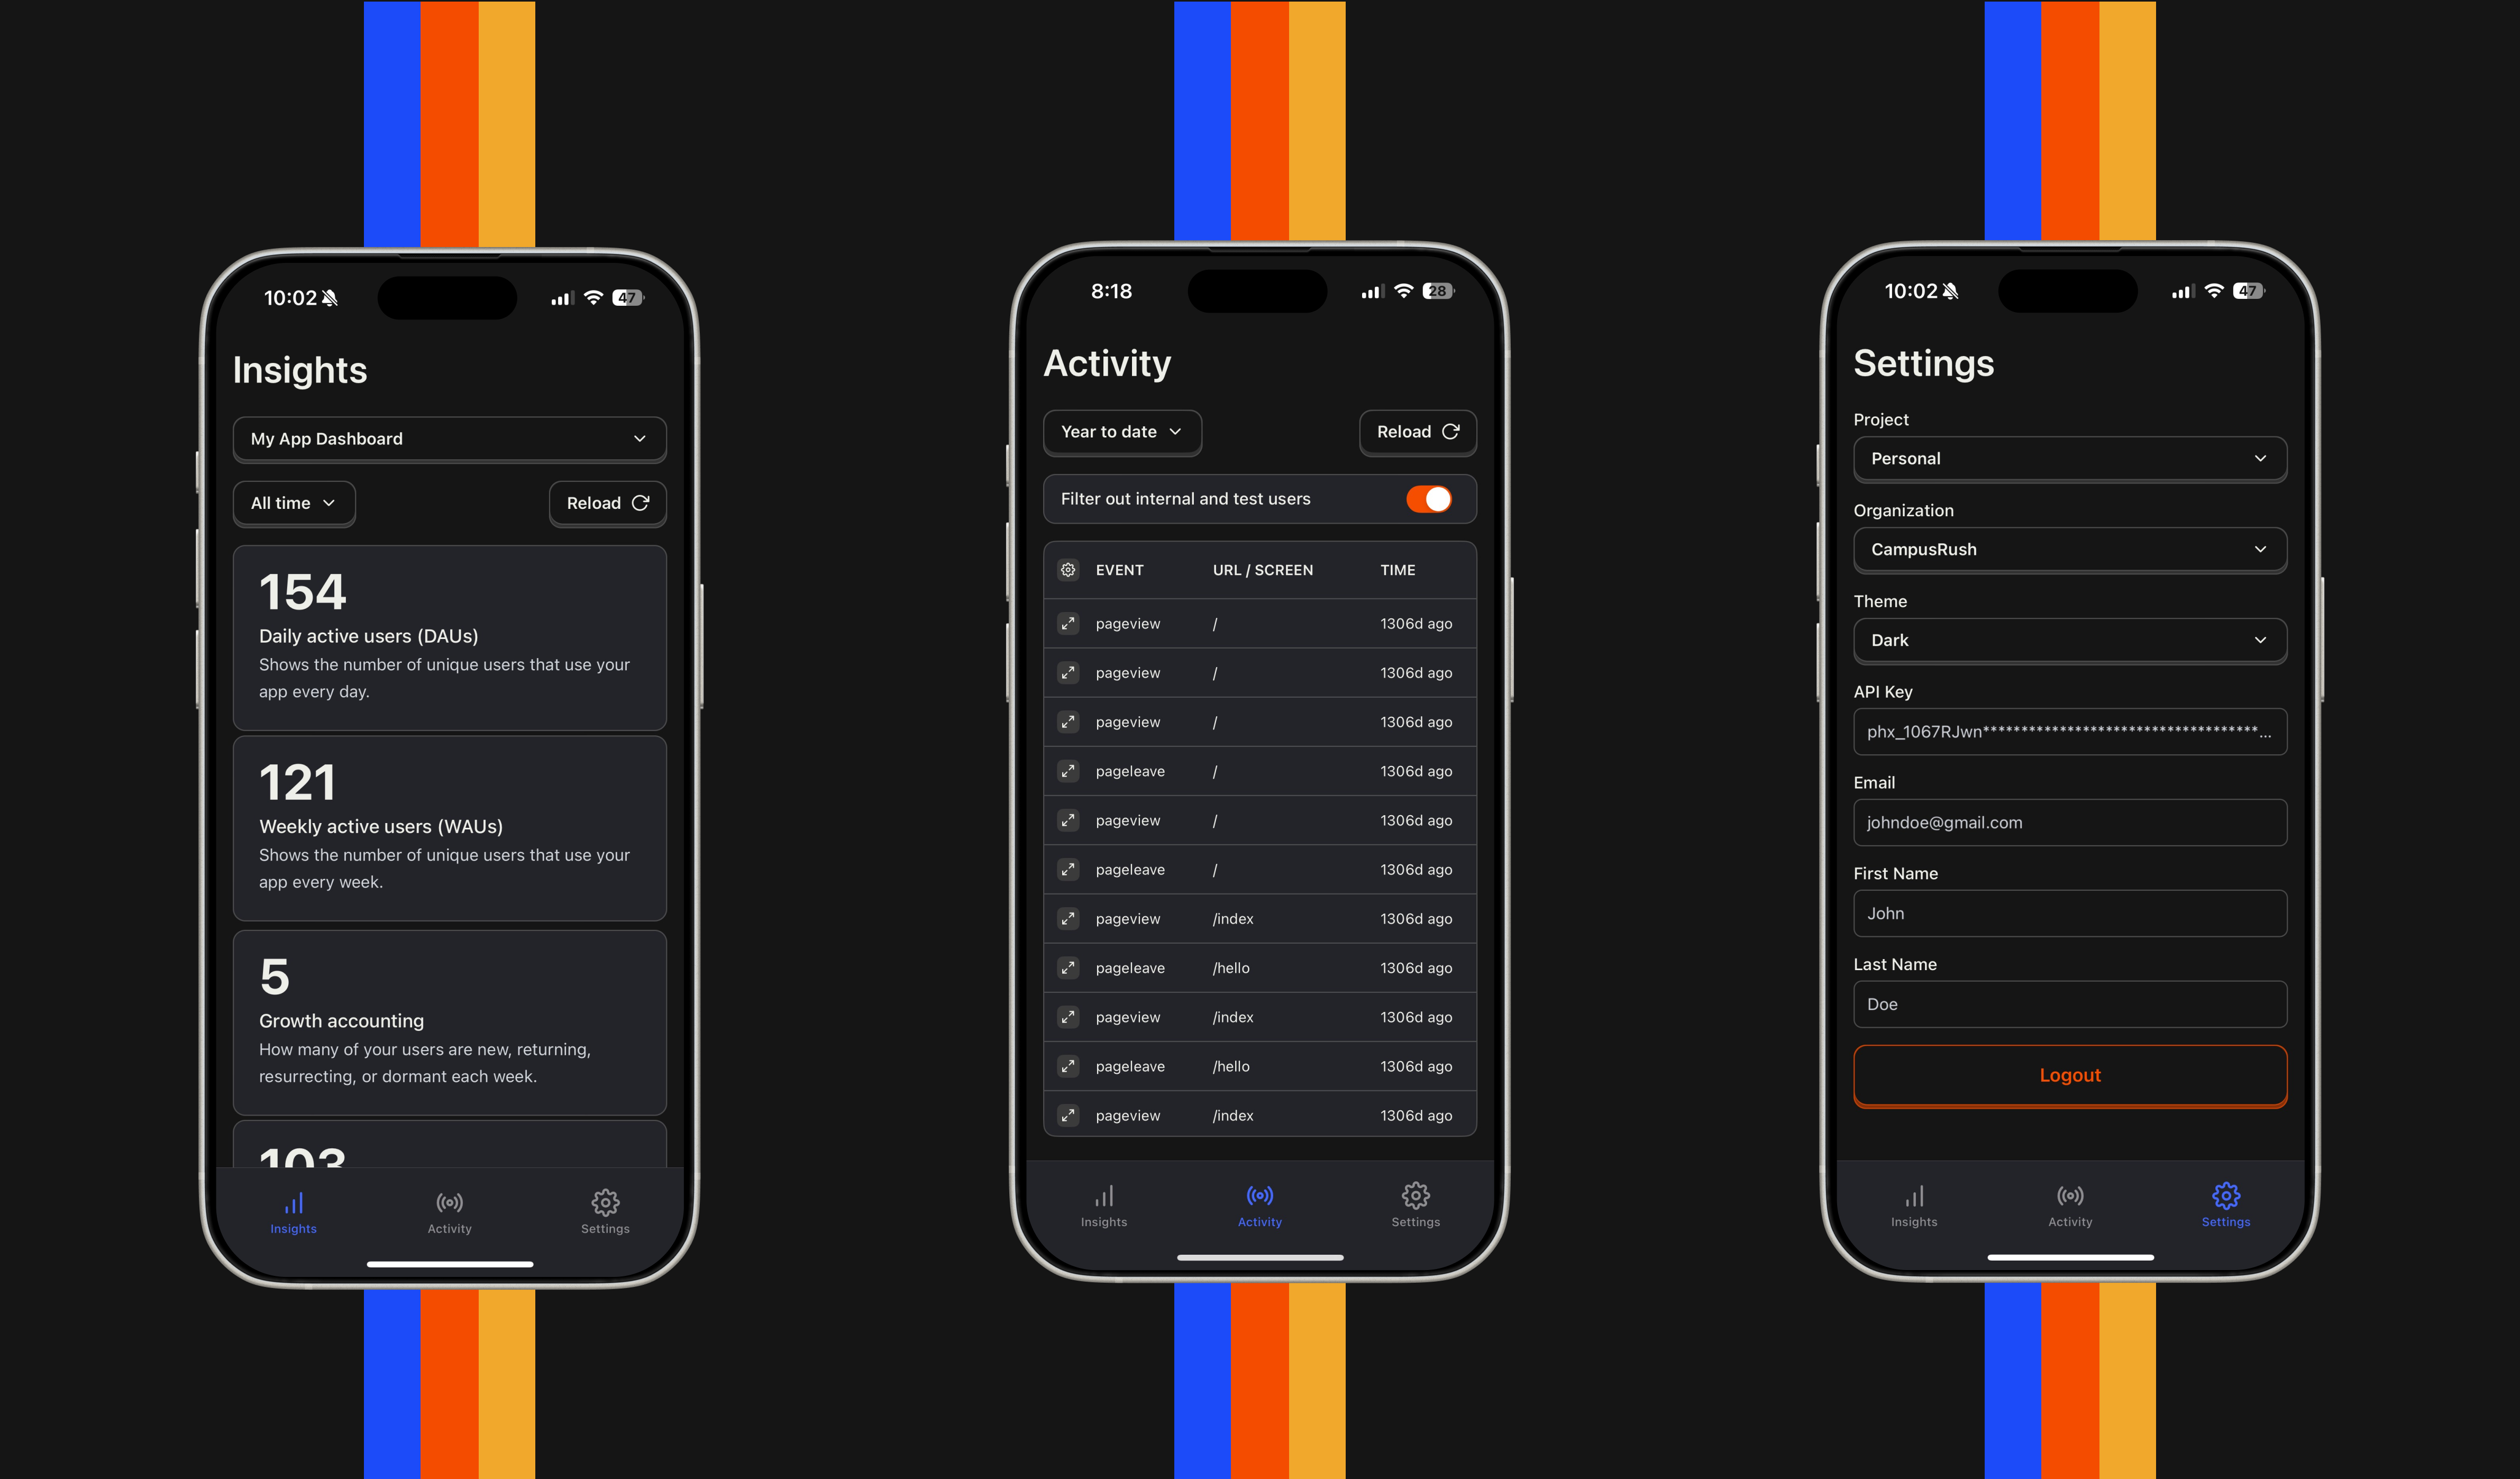 10:02
47
Insights
My App Dashboard
All time
Reload
154
Daily active users (DAUs)
Shows the number of unique users that use your
app every day.
121
Weekly active users (WAUs)
Shows the number of unique users that use your
app every week.
5
Growth accounting
How many of your users are new, returning,
resurrecting, or dormant each week.
103
Insights
Activity
Settings
8:18
28
Activity
Year to date
Reload
Filter out internal and test users
EVENT URL / SCREEN TIME
pageview / 1306d ago
pageview / 1306d ago
pageview / 1306d ago
pageleave / 1306d ago
pageview / 1306d ago
pageleave / 1306d ago
pageview /index 1306d ago
pageleave /hello 1306d ago
pageview /index 1306d ago
pageleave /hello 1306d ago
pageview /index 1306d ago
Insights
Activity
Settings
10:02
47
Settings
Project
Personal
Organization
CampusRush
Theme
Dark
API Key
phx_1067RJwn************************************...
Email
johndoe@gmail.com
First Name
John
Last Name
Doe
Logout
Insights
Activity
Settings